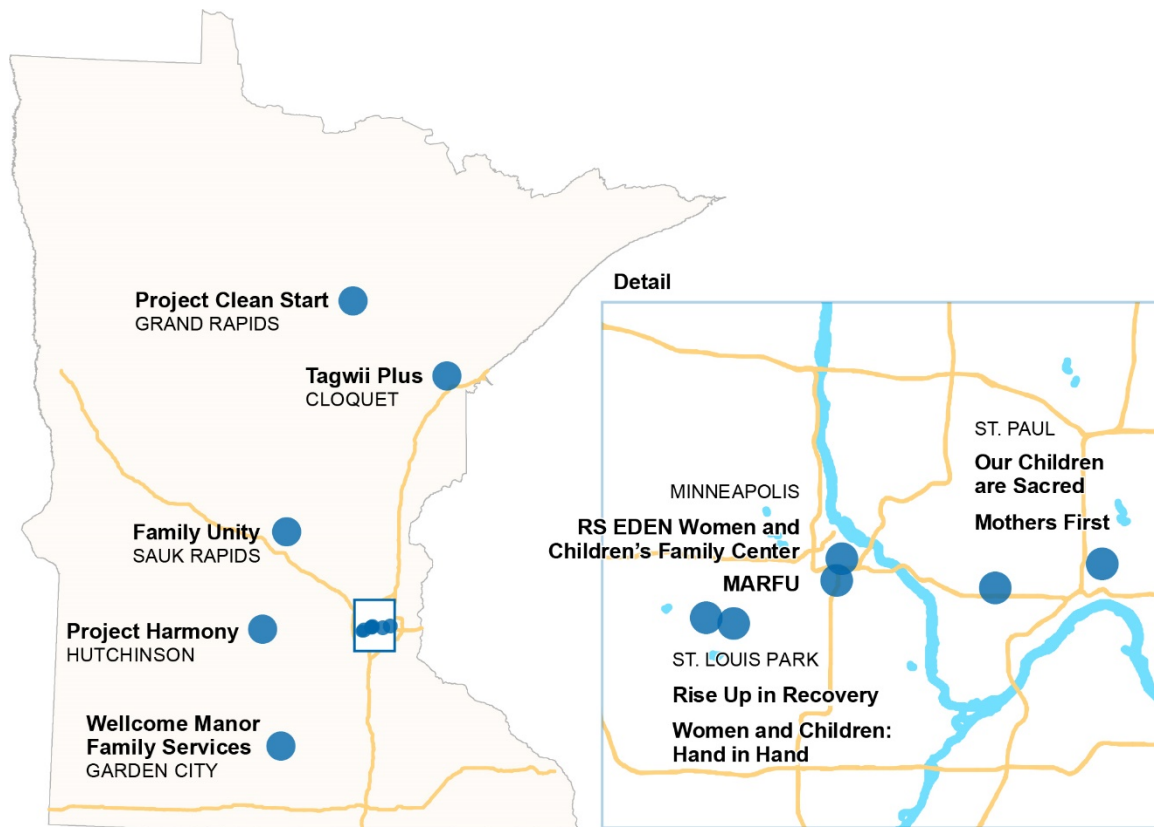 Project Clean Start
GRAND RAPIDS
Tagwii Plus
CLOQUET
Family Unity
SAUK RAPIDS
Project Harmony
HUTCHINSON
Wellcome Manor
Family Services
GARDEN CITY
Detail
MINNEAPOLIS
RS EDEN Women and
Children’s Family Center
MARFU
ST. PAUL
Our Children
are Sacred
Mothers First
ST. LOUIS PARK
Rise Up in Recovery
Women and Children:
Hand in Hand